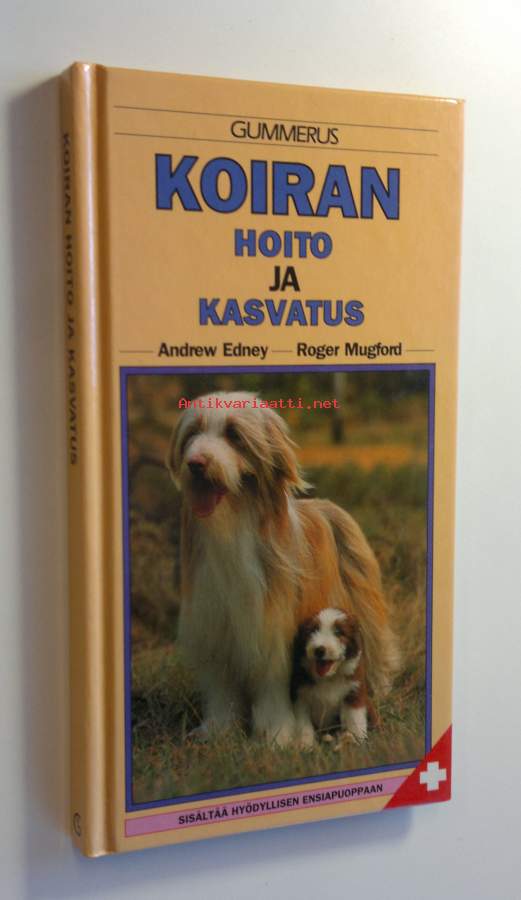 GUMMERUS
KOIRAN
HOITO
JA
KASVATUS
Andrew Edney — Roger Mugford
Antikvariaatti.net
SISÄLTÄÄ HYÖDYLLISEN ENSIAPUOPPAAN
KOIRAN HOITO JA KASVATUS
G